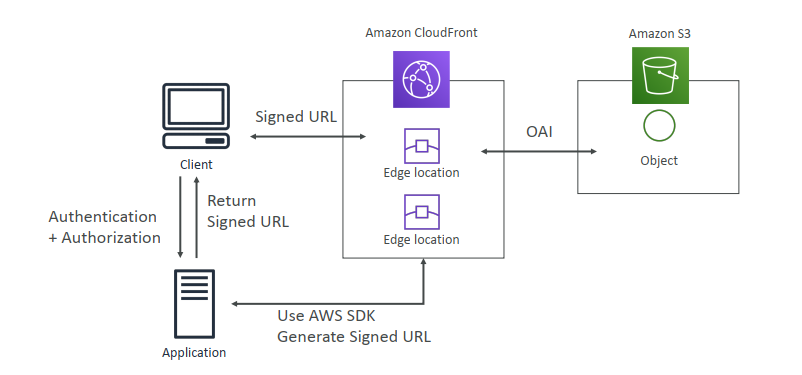 Amazon CloudFront
Amazon S3
Signed URL
OAI
Client
Edge location
Object
Return
Signed URL
Authentication
+ Authorization
Edge location
Use AWS SDK
Generate Signed URL
Application